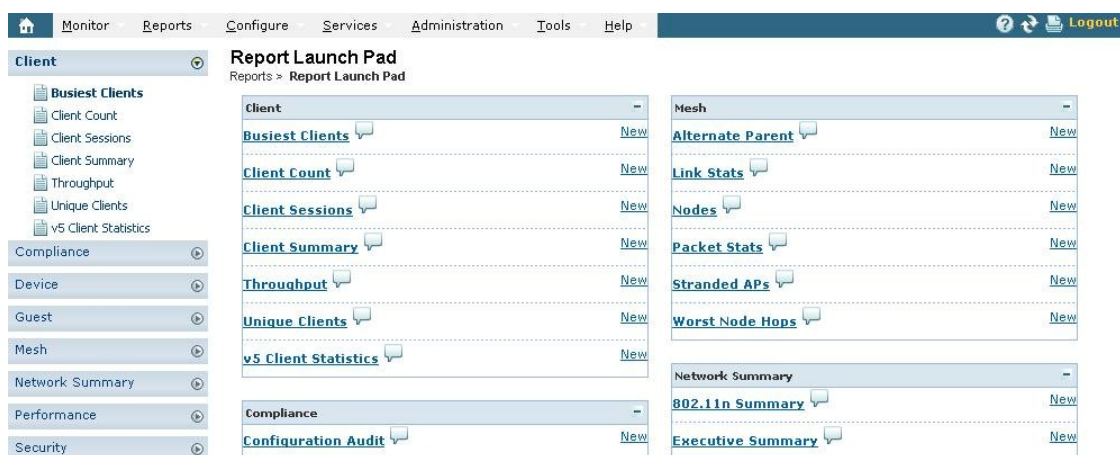 Monitor Reports Configure Services Administration Tools Help Logout
Client
Busiest Clients
Client Count
Client Sessions
Client Summary
Throughput
Unique Clients
v5 Client Statistics
Compliance
Device
Guest
Mesh
Network Summary
Performance
Security
Report Launch Pad
Reports > Report Launch Pad
Client
Busiest Clients New
Client Count New
Client Sessions New
Client Summary New
Throughput New
Unique Clients New
v5 Client Statistics New
Compliance
Configuration Audit New
Mesh
Alternate Parent New
Link Stats New
Nodes New
Packet Stats New
Stranded APs New
Worst Node Hops New
Network Summary
802.11n Summary New
Executive Summary New